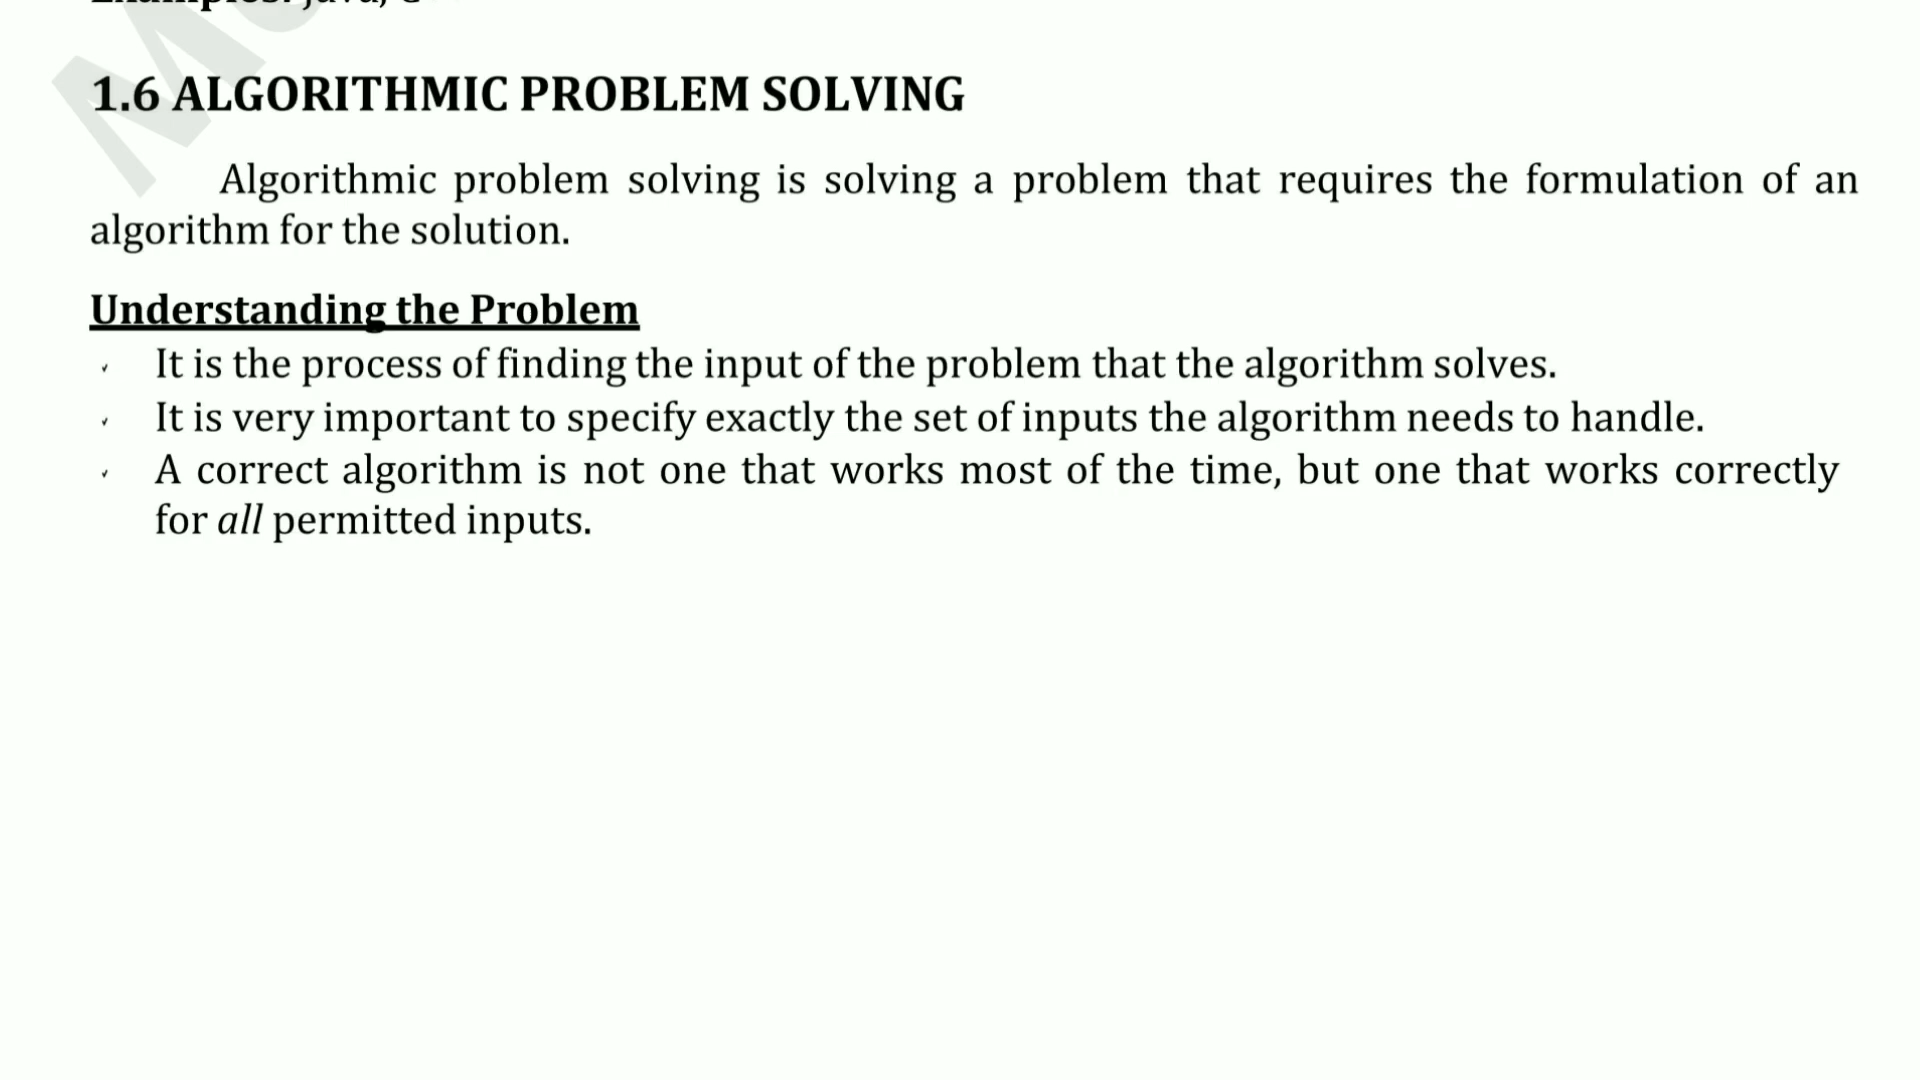 1.6 ALGORITHMIC PROBLEM SOLVING
Algorithmic problem solving is solving a problem that requires the formulation of an
algorithm for the solution.
Understanding the Problem
✓ It is the process of finding the input of the problem that the algorithm solves.
✓ It is very important to specify exactly the set of inputs the algorithm needs to handle.
✓ A correct algorithm is not one that works most of the time, but one that works correctly
for all permitted inputs.